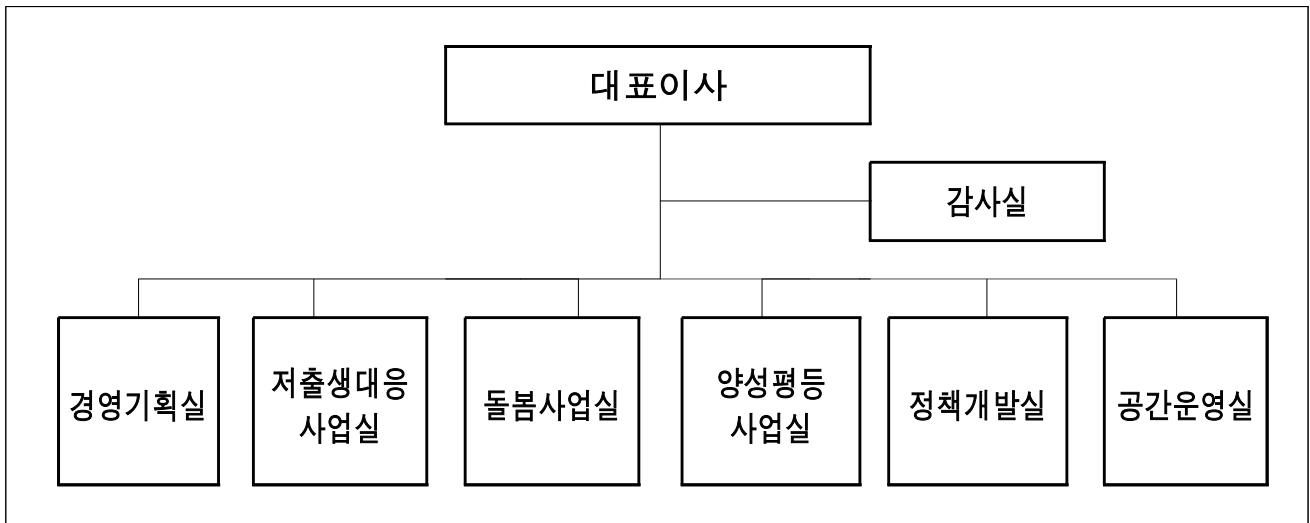 대표이사
감사실
경영기획실
저출생대응
사업실
돌봄사업실
양성평등
사업실
정책개발실
공간운영실